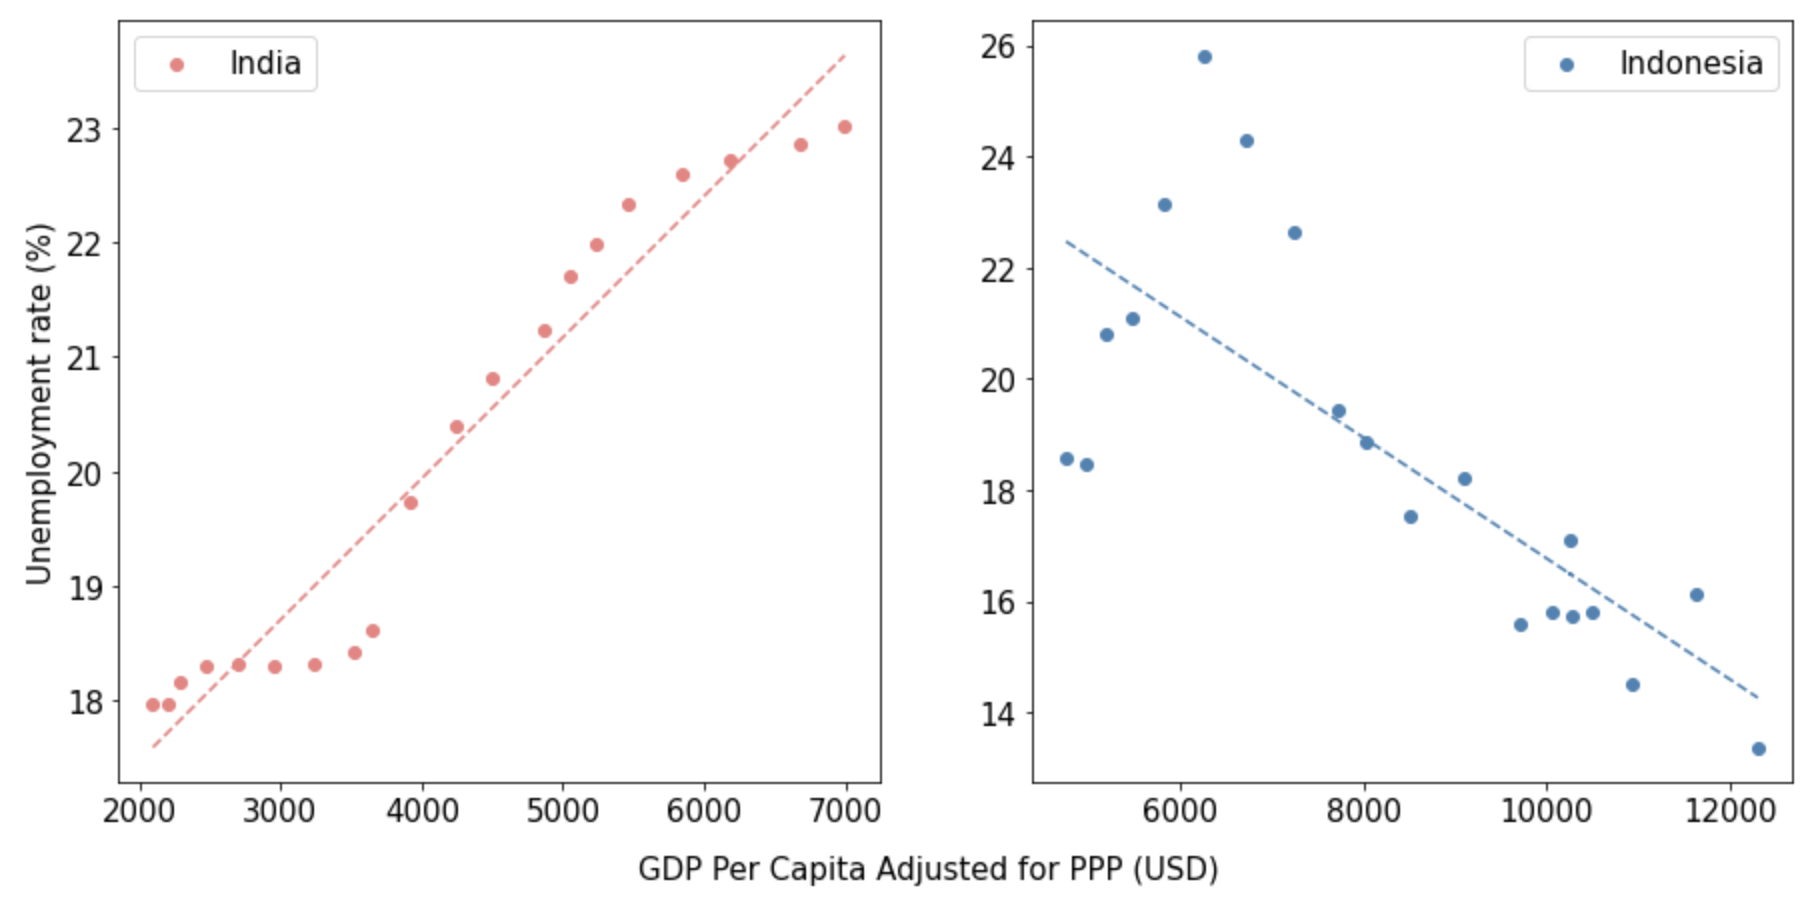 India
23
22
21
20
19
18
2000 3000 4000 5000 6000 7000
Unemployment rate (%)
Indonesia
26
24
22
20
18
16
14
6000 8000 10000 12000
GDP Per Capita Adjusted for PPP (USD)